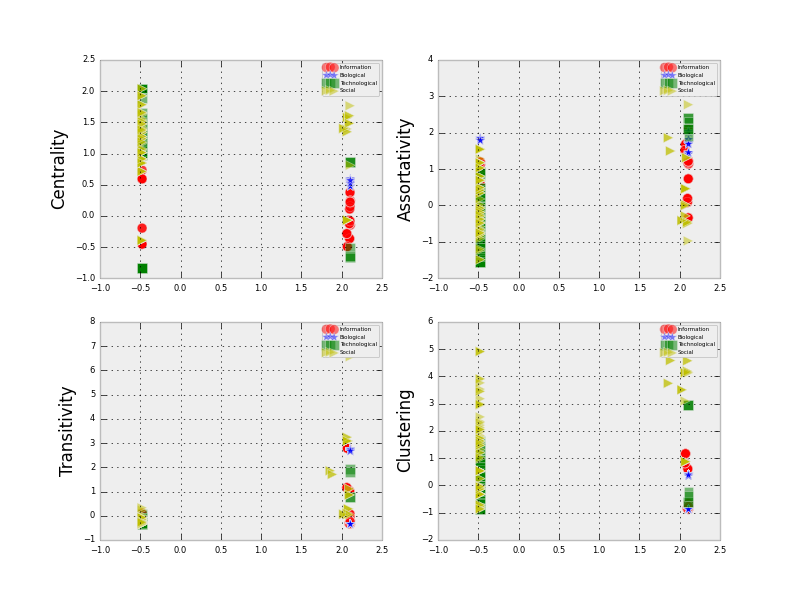 Centrality
2.5
2.0
1.5
1.0
0.5
0.0
−0.5
−1.0
−1.0 −0.5 0.0 0.5 1.0 1.5 2.0 2.5
Information
Biological
Technological
Social
Assortativity
4
3
2
1
0
−1
−2
−1.0 −0.5 0.0 0.5 1.0 1.5 2.0 2.5
Information
Biological
Technological
Social
Transitivity
8
7
6
5
4
3
2
1
0
−1
−1.0 −0.5 0.0 0.5 1.0 1.5 2.0 2.5
Information
Biological
Technological
Social
Clustering
6
5
4
3
2
1
0
−1
−2
−1.0 −0.5 0.0 0.5 1.0 1.5 2.0 2.5
Information
Biological
Technological
Social